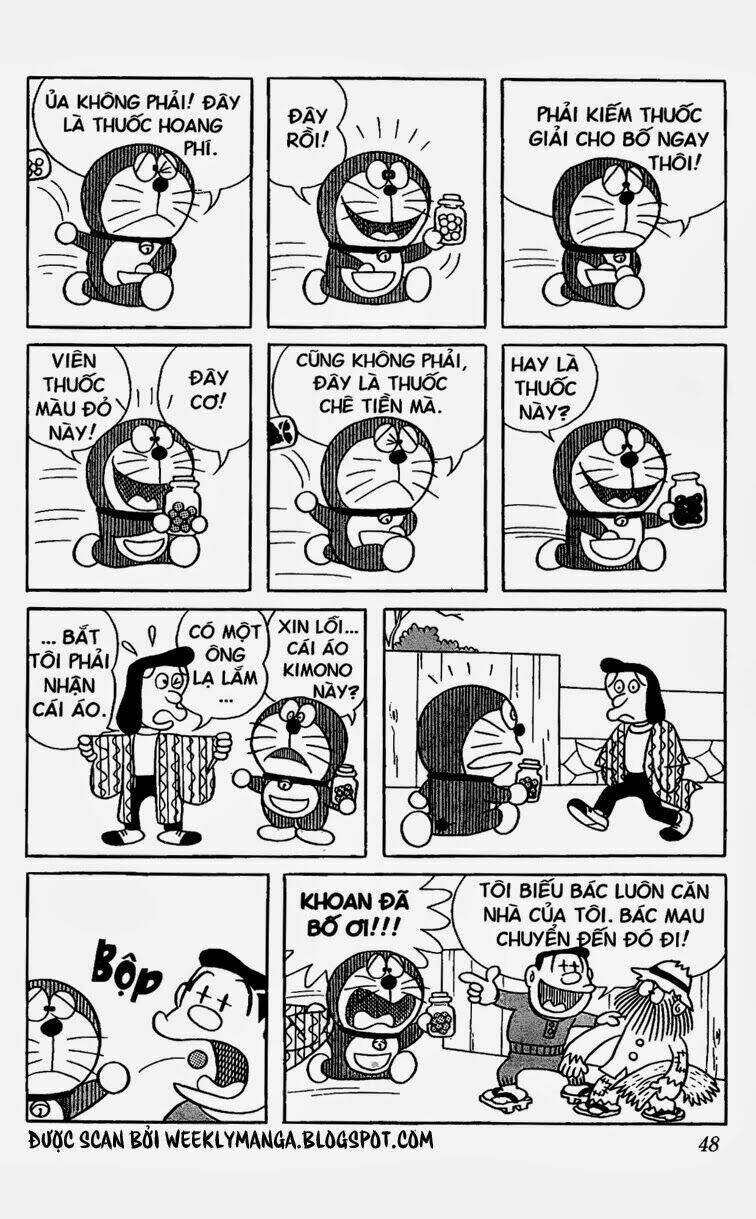 PHẢI KIẾM THUỐC
GIẢI CHO BỐ NGAY
THÔI!
ĐÂY
RỒI!
ỦA KHÔNG PHẢI! ĐÂY
LÀ THUỐC HOANG
PHÍ.
HAY LÀ
THUỐC
NÀY?
CŨNG KHÔNG PHẢI,
ĐÂY LÀ THUỐC
CHÊ TIỀN MÀ.
ĐÂY
CƠ!
VIÊN
THUỐC
MÀU ĐỎ
NÀY!
XIN LỖI...
CÁI ÁO
KIMONO
NÀY?
CÓ MỘT
ÔNG
LẠ LẮM
...
... BẮT
TÔI PHẢI
NHẬN
CÁI ÁO.
TÔI BIẾU BÁC LUÔN CĂN
NHÀ CỦA TÔI. BÁC MAU
CHUYỂN ĐẾN ĐÓ ĐI!
KHOAN ĐÃ
BỐ ƠI!!!
BỘP
ĐƯỢC SCAN BỞI WEEKLYMANGA.BLOGSPOT.COM
48